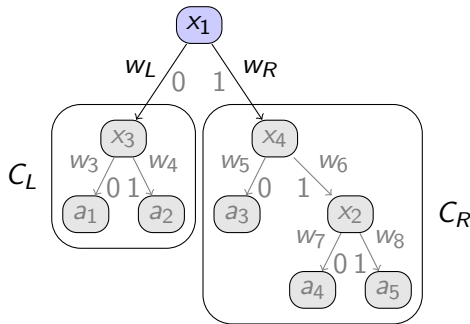 x1
wL 0 1 wR
x3 x4
w3 0 1 w4 w5 0 1 w6
CL
a1 a2 a3 x2
CR
w7 0 1 w8
a4 a5